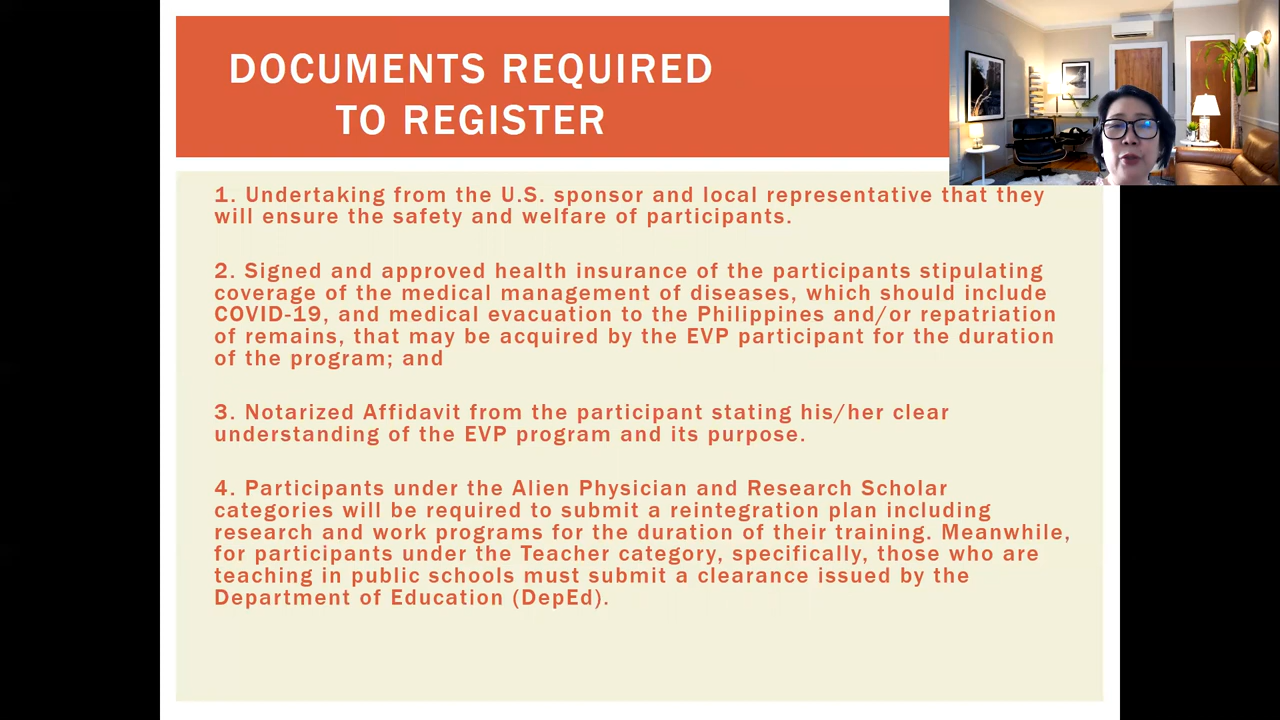 DOCUMENTS REQUIRED
TO REGISTER
1. Undertaking from the U.S. sponsor and local representative that they
will ensure the safety and welfare of participants.
2. Signed and approved health insurance of the participants stipulating
coverage of the medical management of diseases, which should include
COVID-19, and medical evacuation to the Philippines and/or repatriation
of remains, that may be acquired by the EVP participant for the duration
of the program; and
3. Notarized Affidavit from the participant stating his/her clear
understanding of the EVP program and its purpose.
4. Participants under the Alien Physician and Research Scholar
categories will be required to submit a reintegration plan including
research and work programs for the duration of their training. Meanwhile,
for participants under the Teacher category, specifically, those who are
teaching in public schools must submit a clearance issued by the
Department of Education (DepEd).